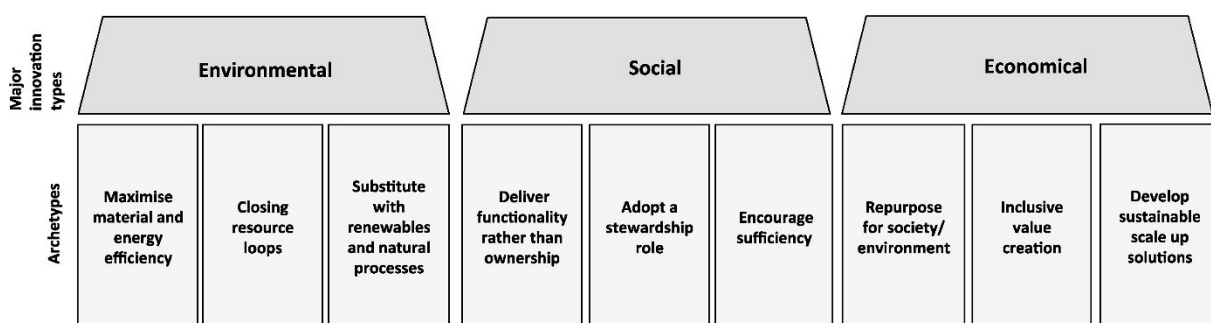 Major
innovation
types
Environmental
Social
Economical
Archetypes
Maximise
material and
energy
efficiency
Closing
resource
loops
Substitute
with
renewables
and natural
processes
Deliver
functionality
rather than
ownership
Adopt a
stewardship
role
Encourage
sufficiency
Repurpose
for society/
environment
Inclusive
value
creation
Develop
sustainable
scale up
solutions